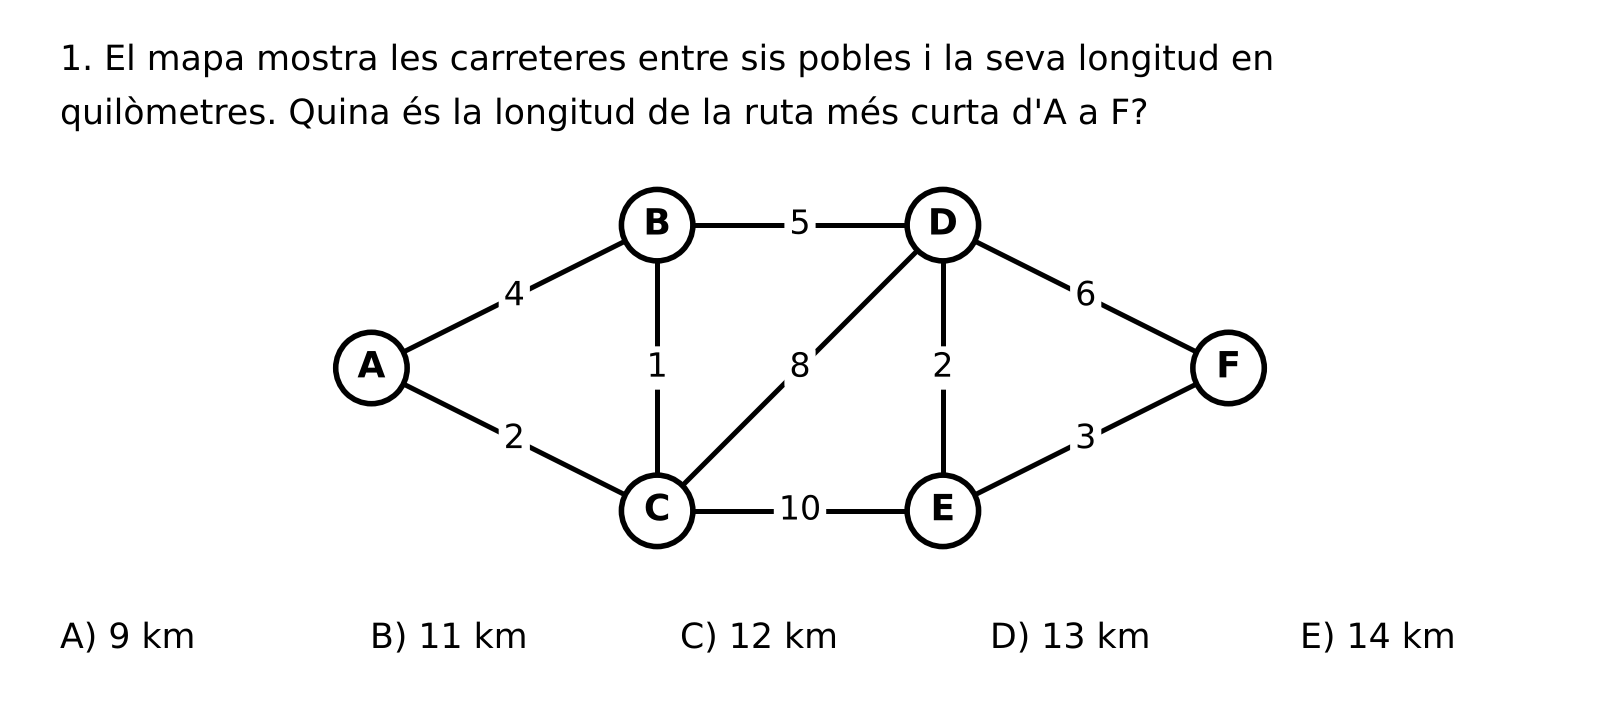 1. El mapa mostra les carreteres entre sis pobles i la seva longitud en
quilòmetres. Quina és la longitud de la ruta més curta d'A a F?
B 5 D
4 6
A 1 8 2 F
2 3
C 10 E
A) 9 km B) 11 km C) 12 km D) 13 km E) 14 km